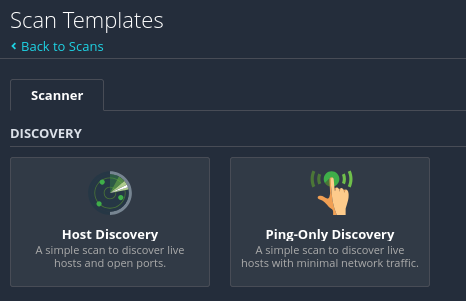 Scan Templates
‹ Back to Scans
Scanner
DISCOVERY
Host Discovery
A simple scan to discover live
hosts and open ports.
Ping-Only Discovery
A simple scan to discover live
hosts with minimal network traffic.